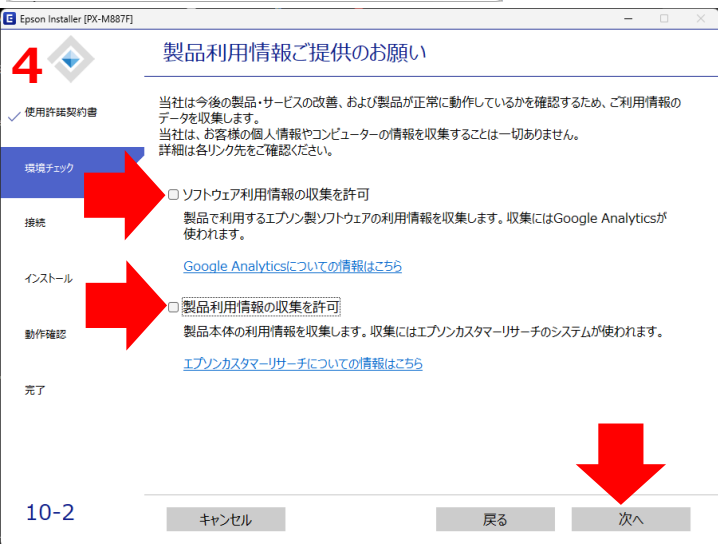 Epson Installer [PX-M887F]
4
製品利用情報ご提供のお願い
使用許諾契約書
環境チェック
接続
インストール
動作確認
完了
当社は今後の製品・サービスの改善、および製品が正常に動作しているかを確認するため、ご利用情報の
データを収集します。
当社は、お客様の個人情報やコンピューターの情報を収集することは一切ありません。
詳細は各リンク先をご確認ください。
ソフトウェア利用情報の収集を許可
製品で利用するエプソン製ソフトウェアの利用情報を収集します。収集にはGoogle Analyticsが
使われます。
Google Analyticsについての情報はこちら
製品利用情報の収集を許可
製品本体の利用情報を収集します。収集にはエプソンカスタマーリサーチのシステムが使われます。
エプソンカスタマーリサーチについての情報はこちら
10-2
キャンセル
戻る
次へ